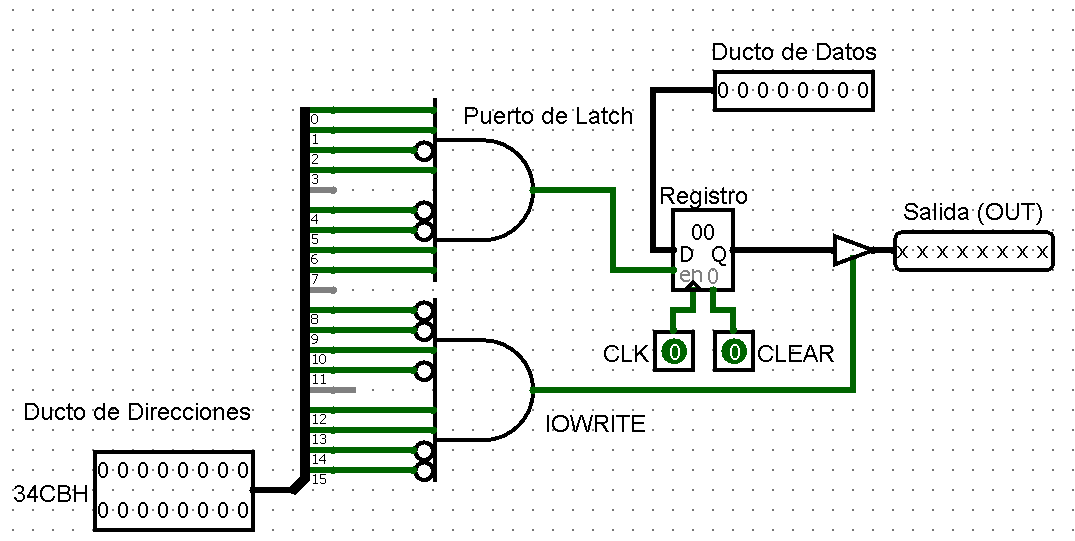 Ducto de Datos
0 0 0 0 0 0 0 0
Puerto de Latch
0
1
2
3
4
5
6
7
8
9
10
11
12
13
14
15
Registro
00
D Q
en 0
Salida (OUT)
x x x x x x x x
CLK 0
0 CLEAR
IOWRITE
Ducto de Direcciones
34CBH
0 0 0 0 0 0 0 0
0 0 0 0 0 0 0 0